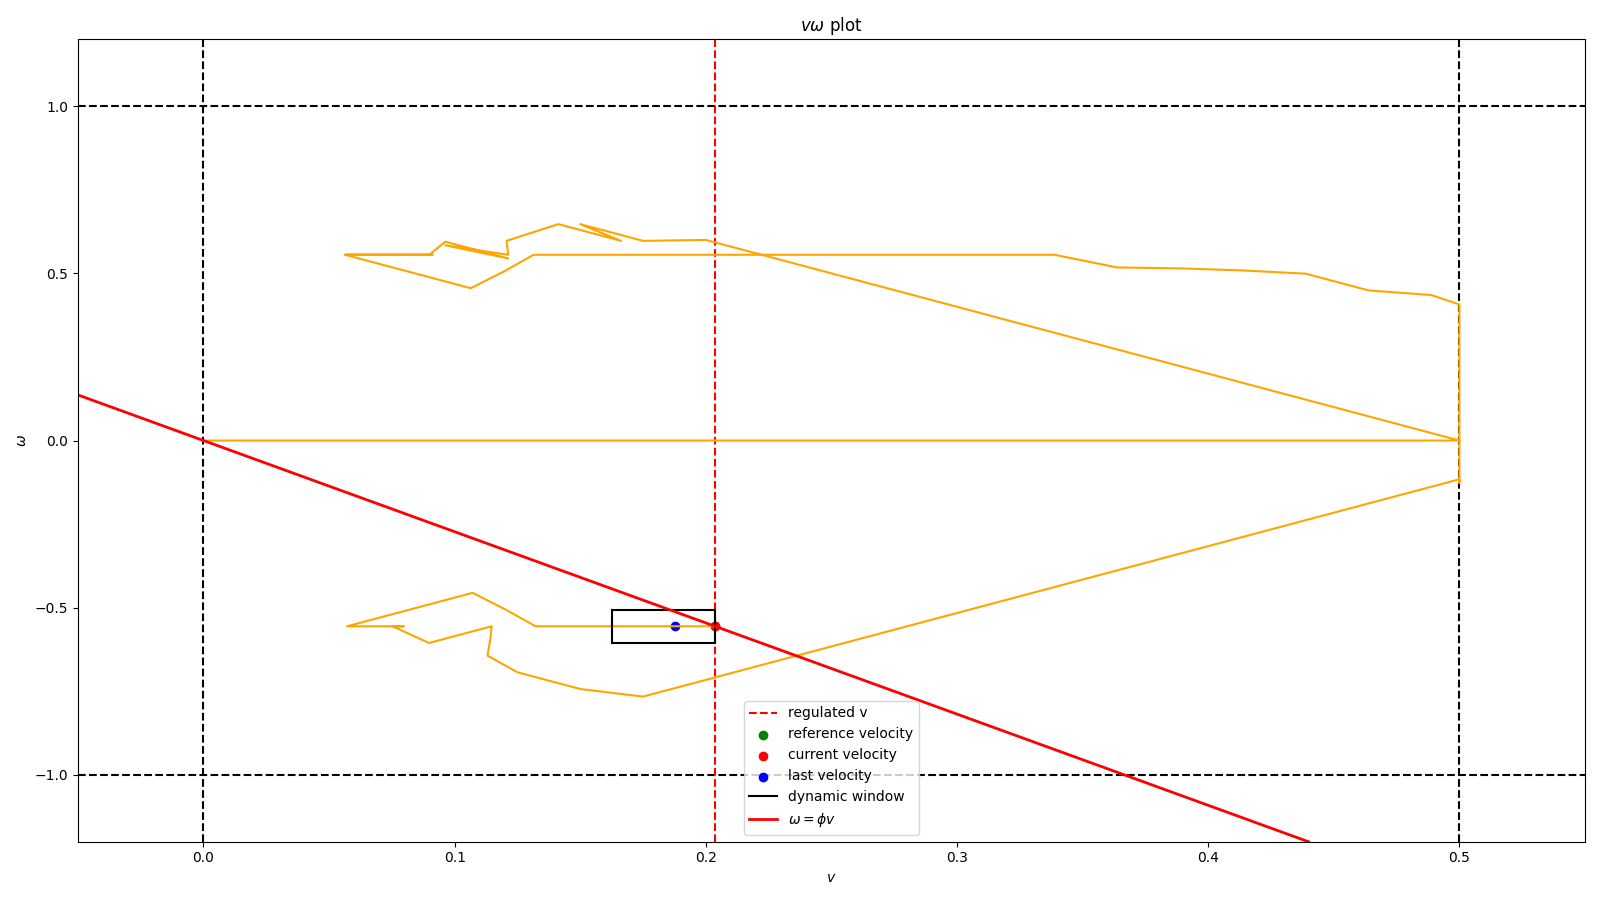 vω plot
1.0
0.5
0.0
−0.5
−1.0
ω
0.0 0.1 0.2 0.3 0.4 0.5
v
regulated v
reference velocity
current velocity
last velocity
dynamic window
ω = ϕv